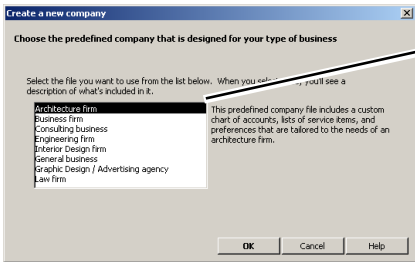 Create a new company
Choose the predefined company that is designed for your type of business
Select the file you want to use from the list below. When you you'll see a
description of what's included in it.
Architecture firm
Business firm
Consulting business
Engineering firm
Interior Design firm
General business
Graphic Design / Advertising agency
Law firm
This predefined company file includes a custom
chart of accounts, lists of service items, and
preferences that are tailored to the needs of an
architecture firm.
OK
Cancel
Help